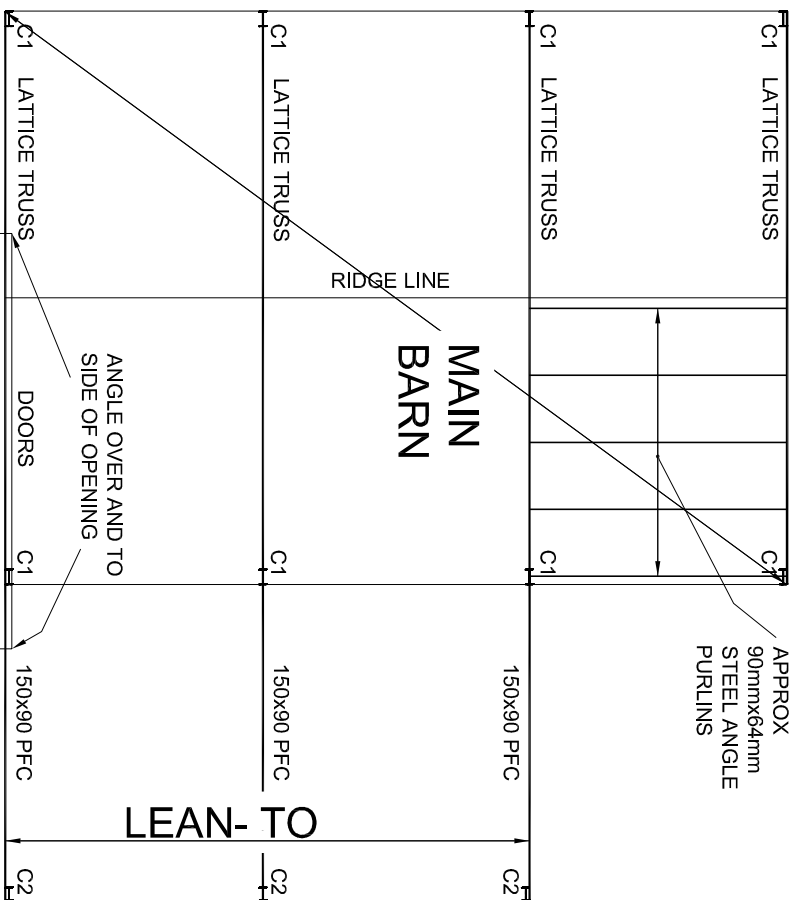 C1
C1
C1
C1
LATTICE TRUSS
LATTICE TRUSS
LATTICE TRUSS
LATTICE TRUSS
RIDGE LINE
MAIN
BARN
ANGLE OVER AND TO
SIDE OF OPENING
DOORS
C1
C1
C1
C1
APPROX
90mmx64mm
STEEL ANGLE
PURLINS
150x90 PFC
150x90 PFC
150x90 PFC
LEAN- TO
C2
C2
C2